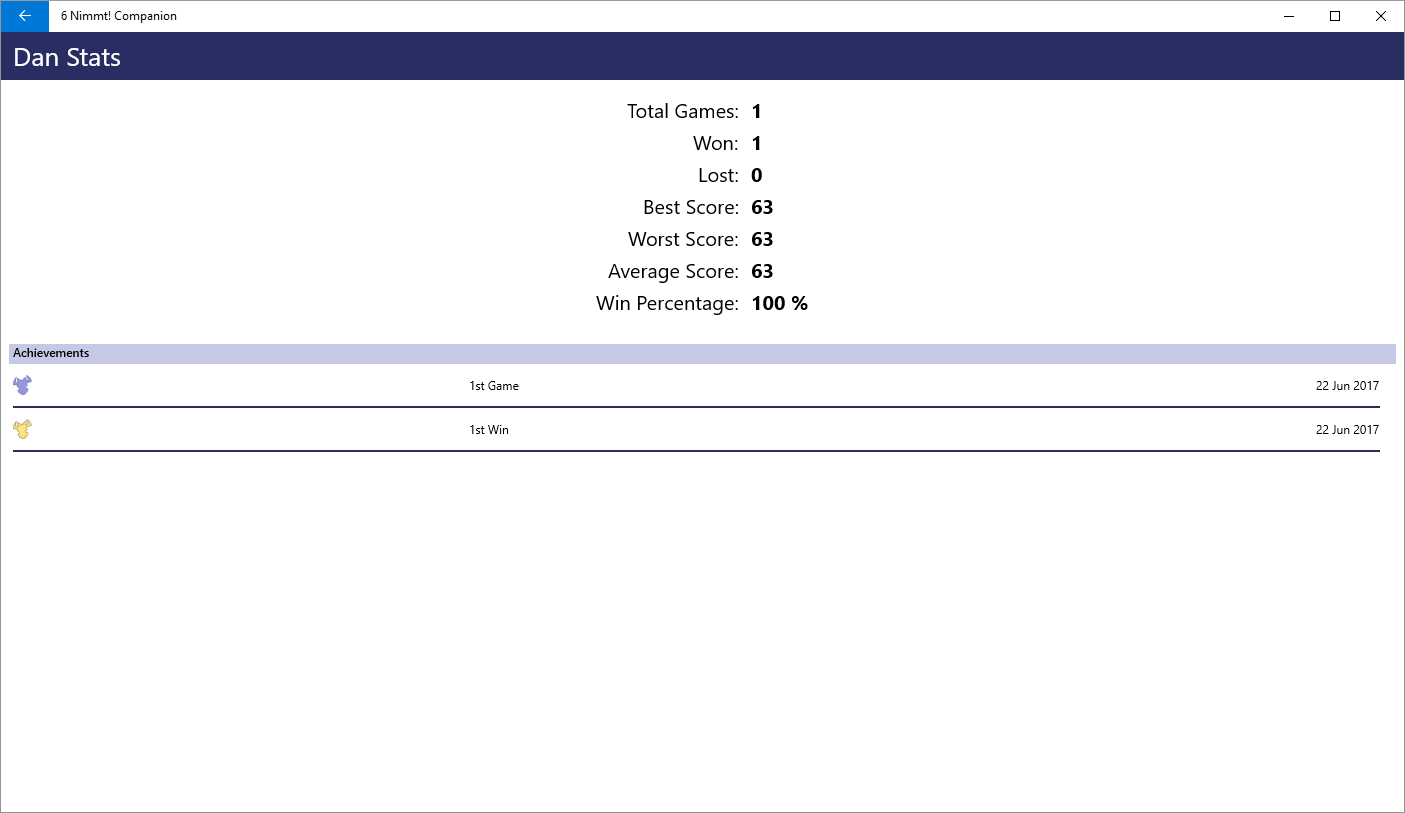 6 Nimmt! Companion
Dan Stats
Total Games: 1
Won: 1
Lost: 0
Best Score: 63
Worst Score: 63
Average Score: 63
Win Percentage: 100 %
Achievements
1st Game 22 Jun 2017
1st Win 22 Jun 2017